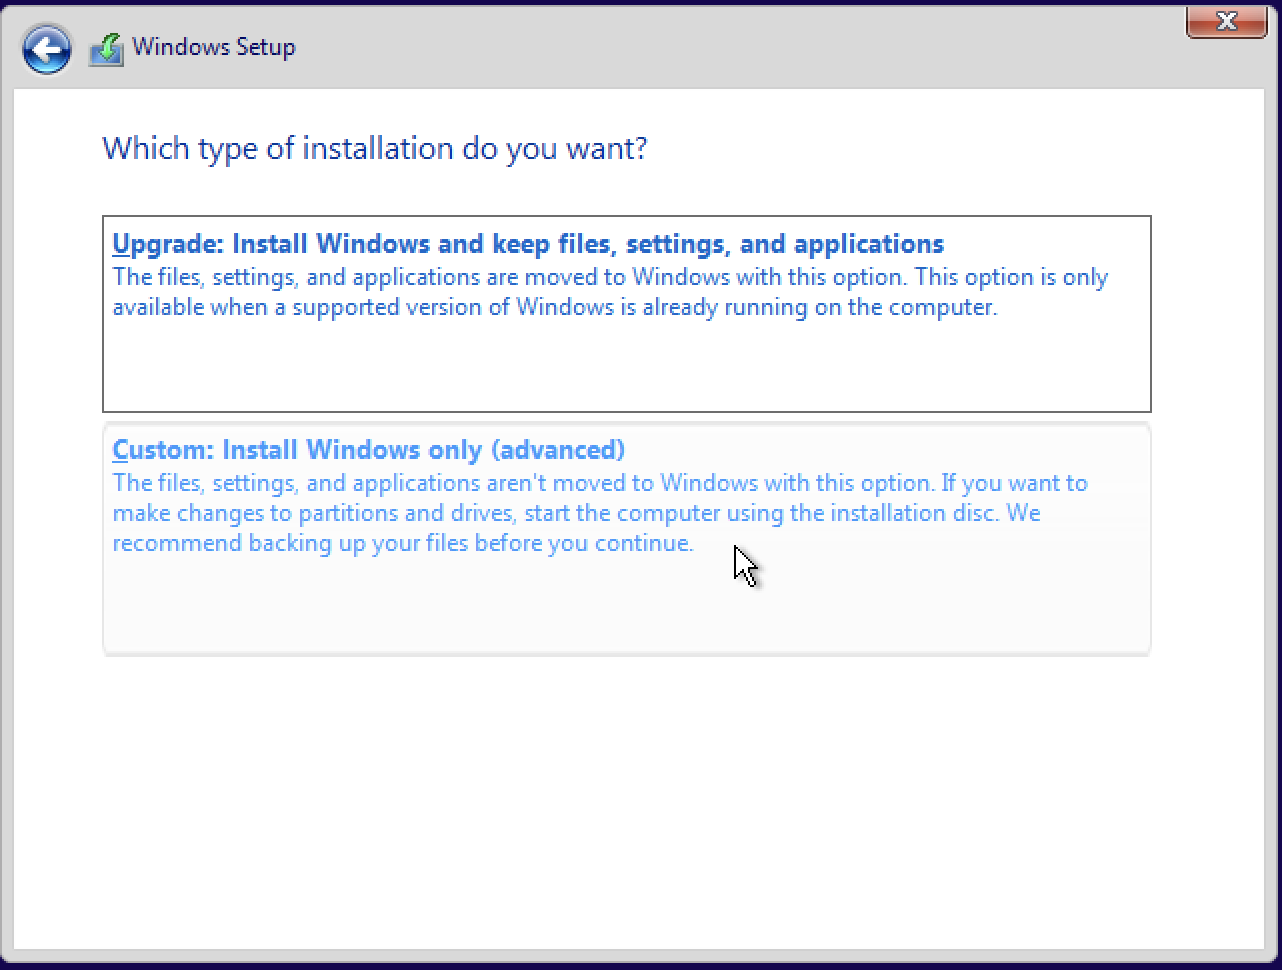 Windows Setup
Which type of installation do you want?
Upgrade: Install Windows and keep files, settings, and applications
The files, settings, and applications are moved to Windows with this option. This option is only
available when a supported version of Windows is already running on the computer.
Custom: Install Windows only (advanced)
The files, settings, and applications aren't moved to Windows with this option. If you want to
make changes to partitions and drives, start the computer using the installation disc. We
recommend backing up your files before you continue.